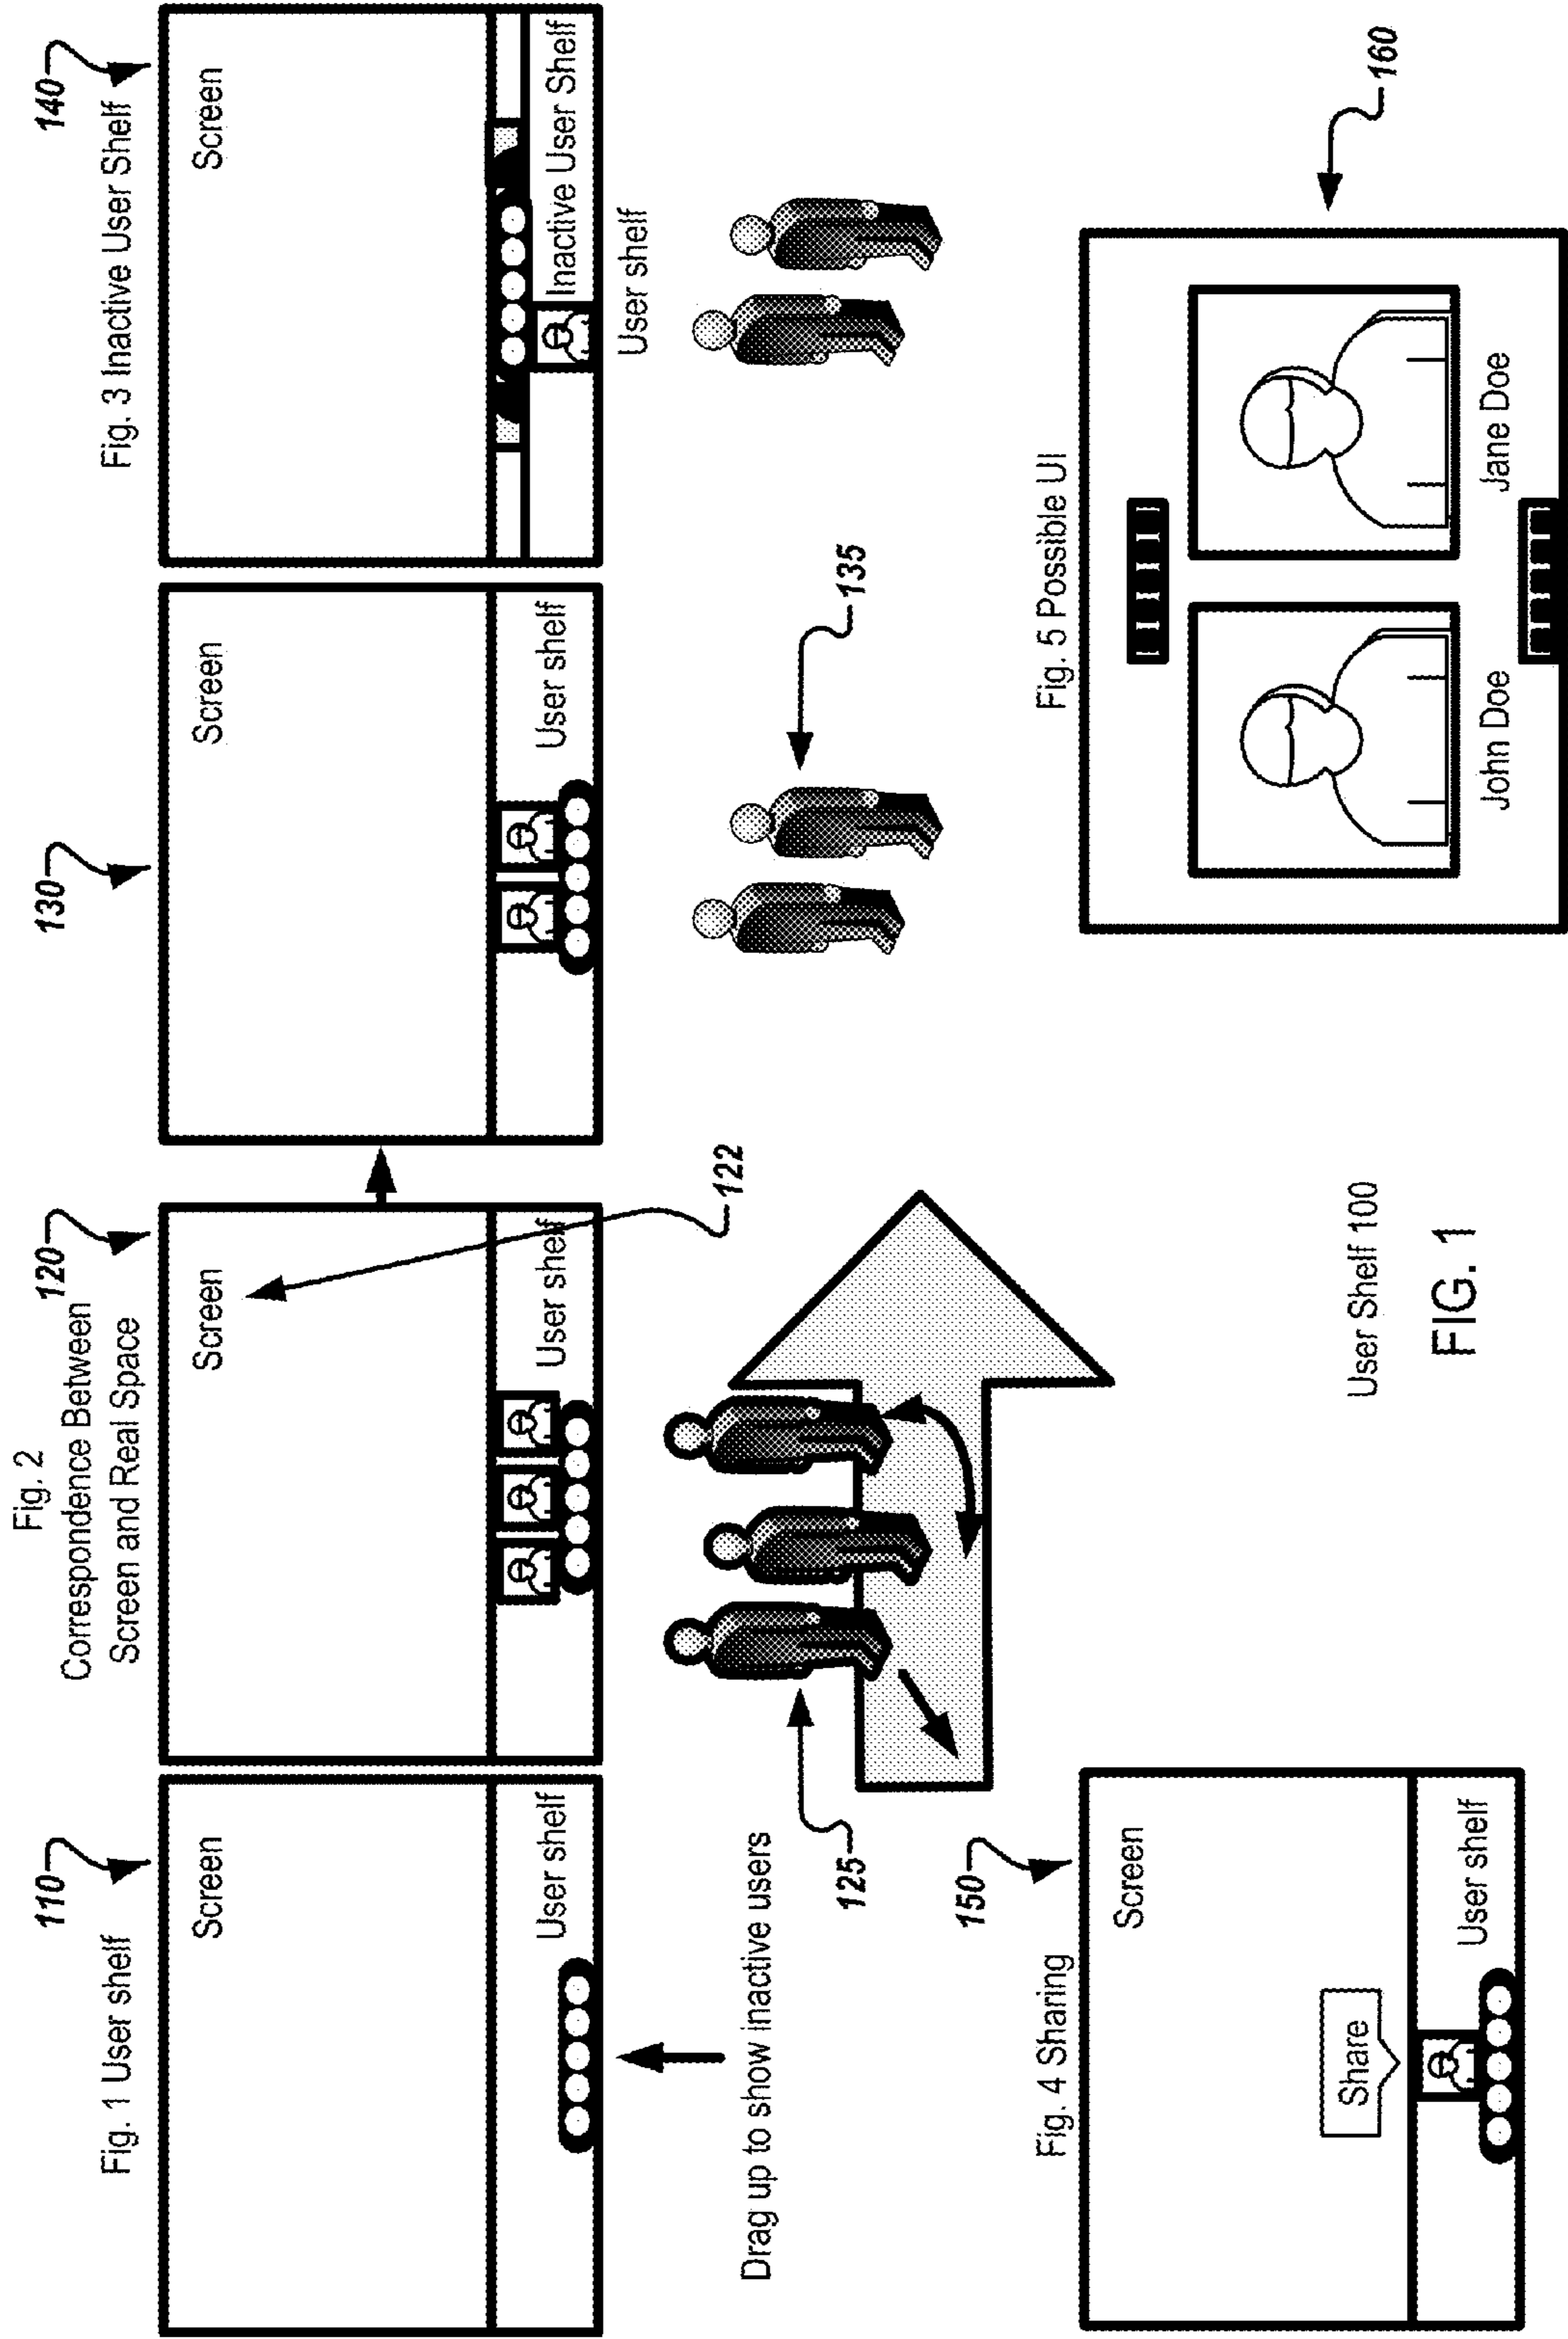 Fig. 1 User shelf
110
Screen
User shelf
Drag up to show inactive users
Fig. 2
Correspondence Between
Screen and Real Space
120
Screen
User shelf
122
125
130
Screen
User shelf
135
Fig. 3 Inactive User Shelf
140
Screen
Inactive User Shelf
User shelf
Fig. 4 Sharing
150
Screen
Share
User shelf
Fig. 5 Possible UI
160
John Doe
Jane Doe
User Shelf 100
FIG. 1